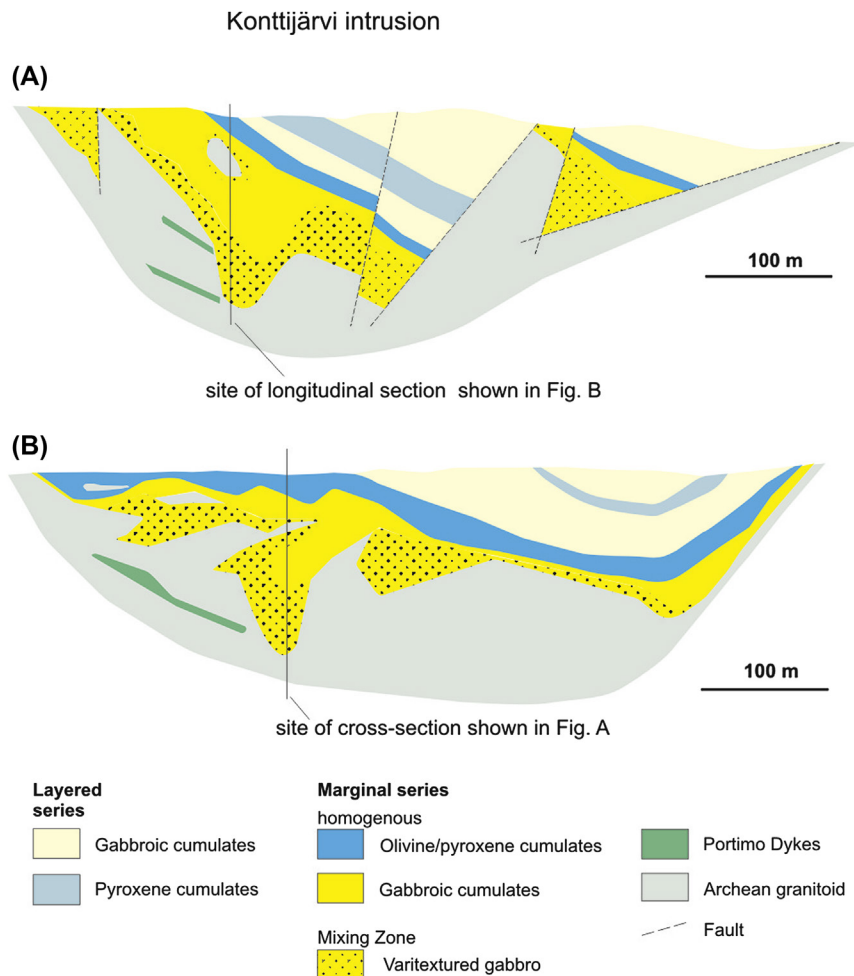 Konttijärvi intrusion
(A)
100 m
site of longitudinal section shown in Fig. B
(B)
100 m
site of cross-section shown in Fig. A
Layered
series
Gabbroic cumulates
Pyroxene cumulates
Marginal series
homogenous
Olivine/pyroxene cumulates
Gabbroic cumulates
Mixing Zone
Varitextured gabbro
Portimo Dykes
Archean granitoid
Fault